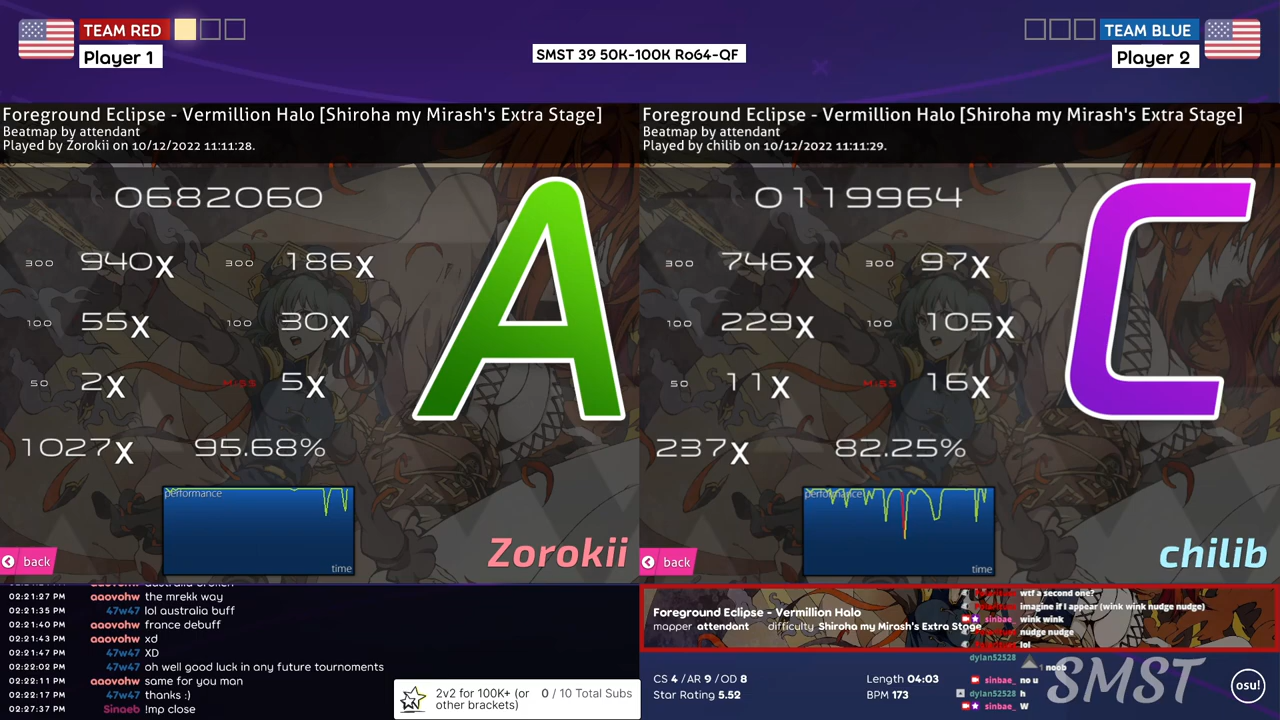 TEAM RED
Player 1
SMST 39 50K-100K Ro64-QF
TEAM BLUE
Player 2
Foreground Eclipse - Vermillion Halo [Shiroha my Mirash's Extra Stage]
Beatmap by attendant
Played by Zorokii on 10/12/2022 11:11:28.
0682060
300 940x 300 186x
100 55x 100 30x
50 2x Miss 5x
1027x 95.68%
A
performance
time
back
Zorokii
Foreground Eclipse - Vermillion Halo [Shiroha my Mirash's Extra Stage]
Beatmap by attendant
Played by chilib on 10/12/2022 11:11:29.
0119964
300 746x 300 97x
100 229x 100 105x
50 11x Miss 16x
237x 82.25%
C
performance
time
back
chilib
02:21:27 PM aaovohw the mrekk way
02:21:35 PM 47w47 lol australia buff
02:21:40 PM aaovohw france debuff
02:21:43 PM aaovohw xd
02:21:47 PM 47w47 XD
02:22:02 PM 47w47 oh well good luck in any future tournoments
02:22:11 PM aaovohw same for you man
02:22:17 PM 47w47 thanks :)
02:27:37 PM Sinaeb !mp close
2v2 for 100K+ (or
other brackets)
0 / 10 Total Subs
Foreground Eclipse - Vermillion Halo
mapper attendant difficulty Shiroha my Mirash's Extra Stage
CS 4 / AR 9 / OD 8
Star Rating 5.52
Length 04:03
BPM 173
wtf a second one?
imagine if I appear (wink wink nudge nudge)
sinbae_ wink wink
nudge nudge
lol
dylan52528
1 noob
sinbae_ no u
dylan52528 h
sinbae_ W
SMST
osu!